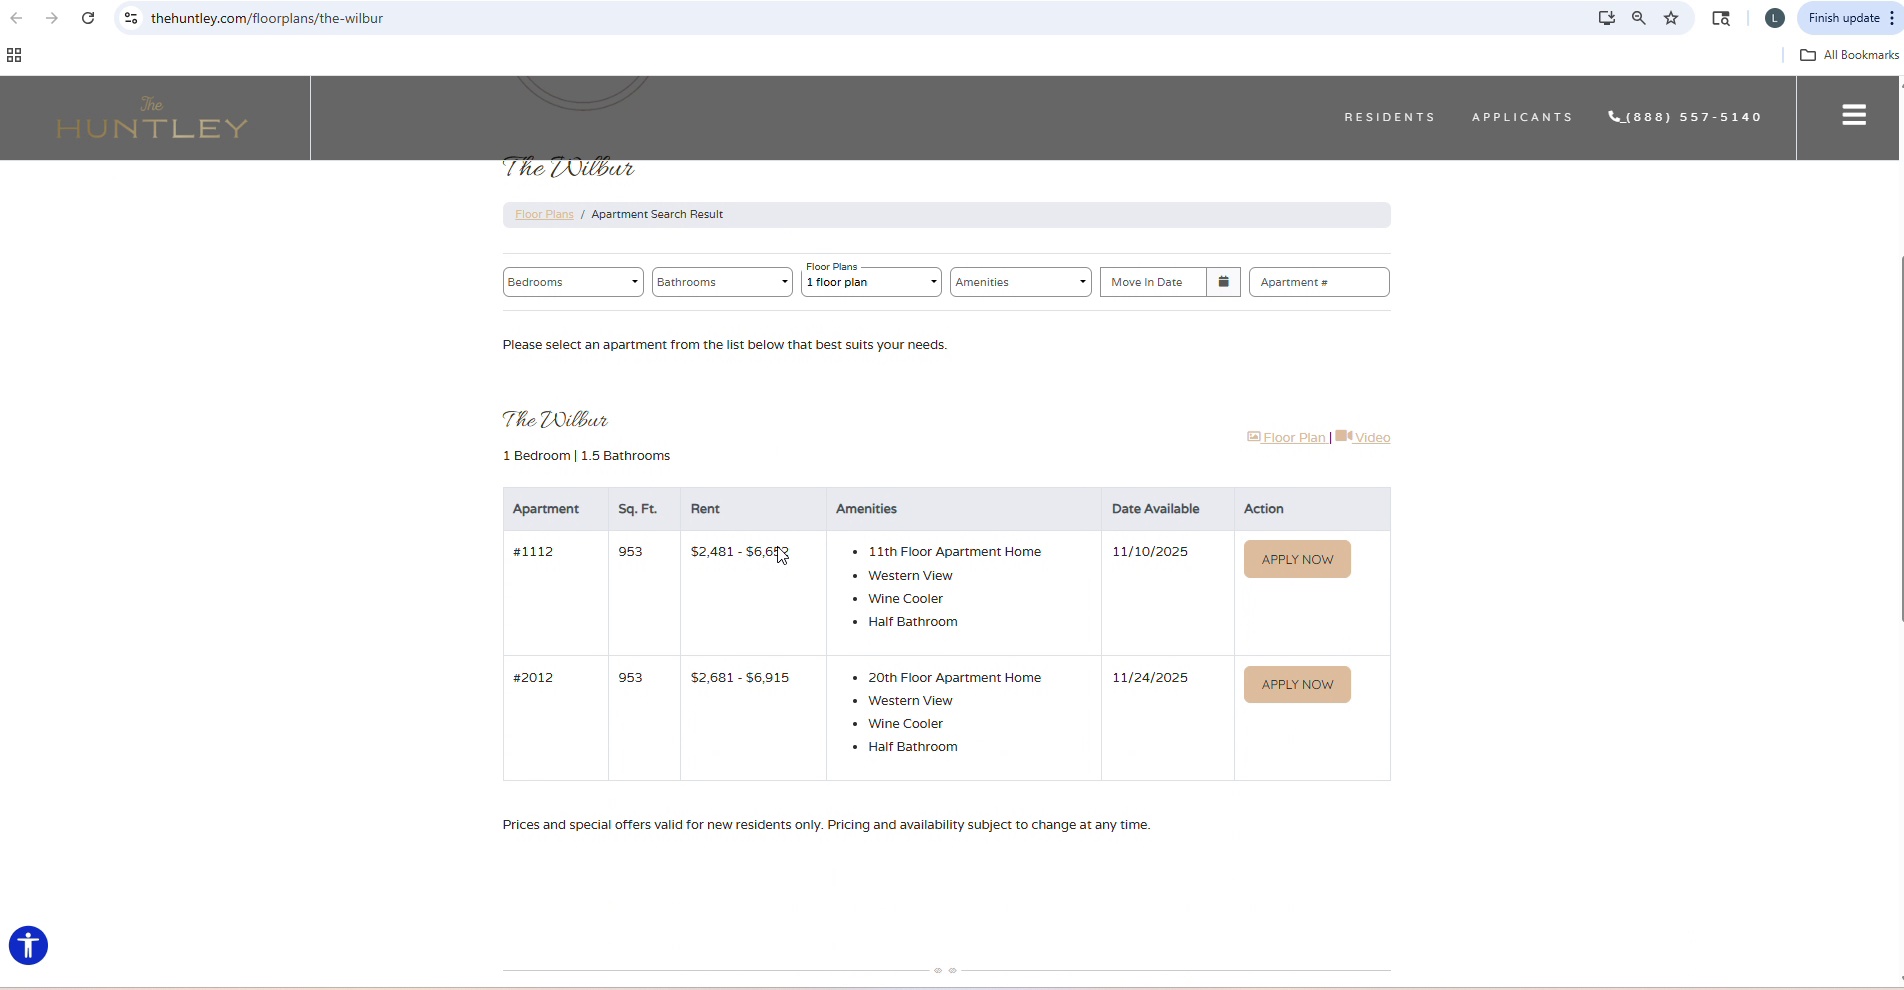 thehuntley.com/floorplans/the-wilbur
L
Finish update
All Bookmarks
The
HUNTLEY
RESIDENTS
APPLICANTS
(888) 557-5140
The Wilbur
Floor Plans / Apartment Search Result
Floor Plans
Bedrooms
Bathrooms
1 floor plan
Amenities
Move In Date
Apartment #
Please select an apartment from the list below that best suits your needs.
The Wilbur
Floor Plan | Video
1 Bedroom | 1.5 Bathrooms
Apartment Sq. Ft. Rent Amenities Date Available Action
#1112 953 $2,481 - • 11th Floor Apartment Home 11/10/2025 APPLY NOW
• Western View
• Wine Cooler
• Half Bathroom
#2012 953 $2,681 - $6,915 • 20th Floor Apartment Home 11/24/2025 APPLY NOW
• Western View
• Wine Cooler
• Half Bathroom
Prices and special offers valid for new residents only. Pricing and availability subject to change at any time.